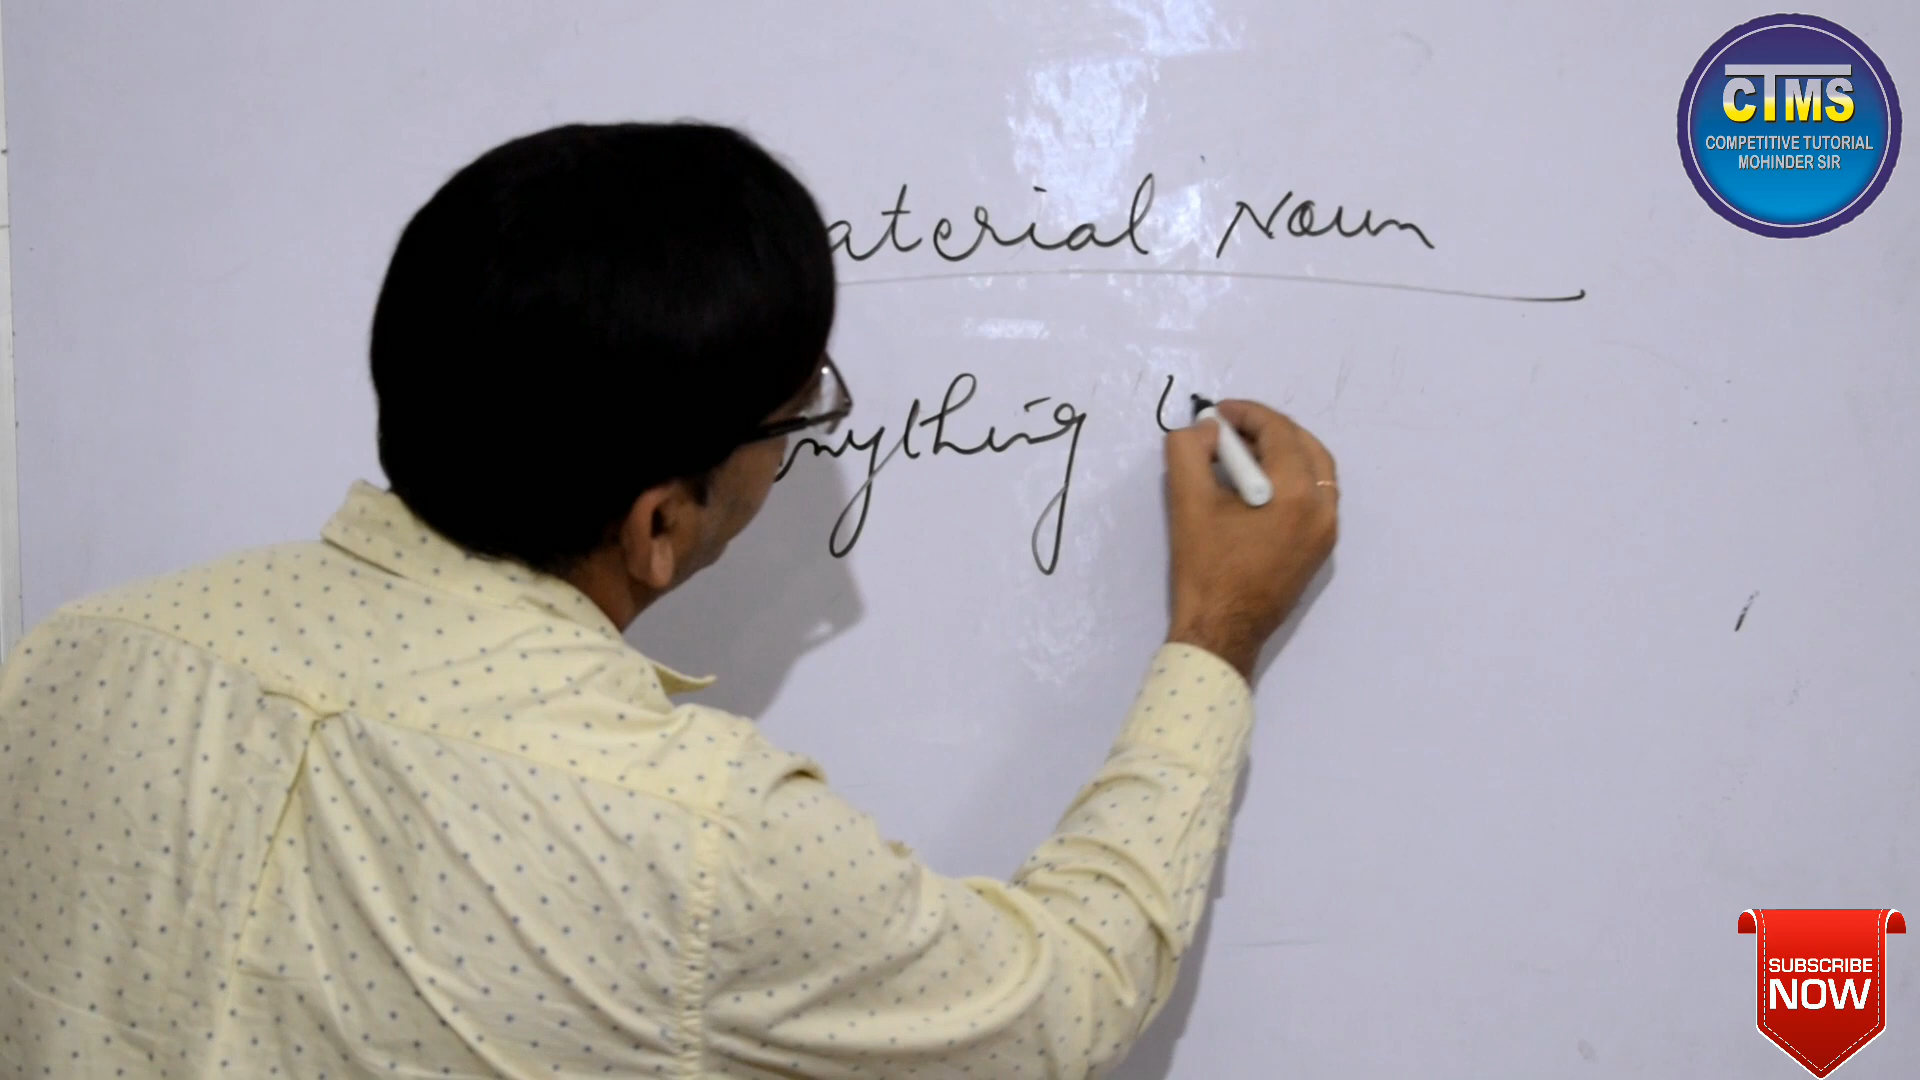 aterial Noun
nything
CTMS
COMPETITIVE TUTORIAL
MOHINDER SIR
SUBSCRIBE
NOW